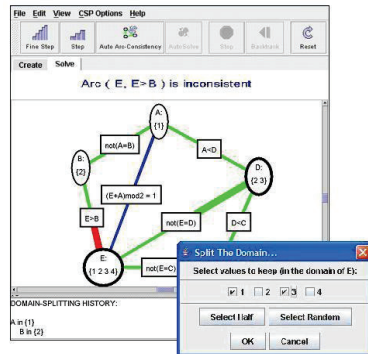 File Edit View CSP Options Help
Fine Step Step Auto Arc-Consistency AutoSolve Stop Backtrack Reset
Create Solve
Arc ( E, E>B ) is inconsistent
A:
{1}
not(A=B)
A<D
B:
{2}
D:
{2 3}
(E+A)mod2 = 1
E>B
not(E=D)
D<C
E:
{1 2 3 4}
not(E=C)
Split The Domain...
Select values to keep (in the domain of E):
1 2 3 4
Select Half Select Random
OK Cancel
DOMAIN-SPLITTING HISTORY:
A in {1}
B in {2}